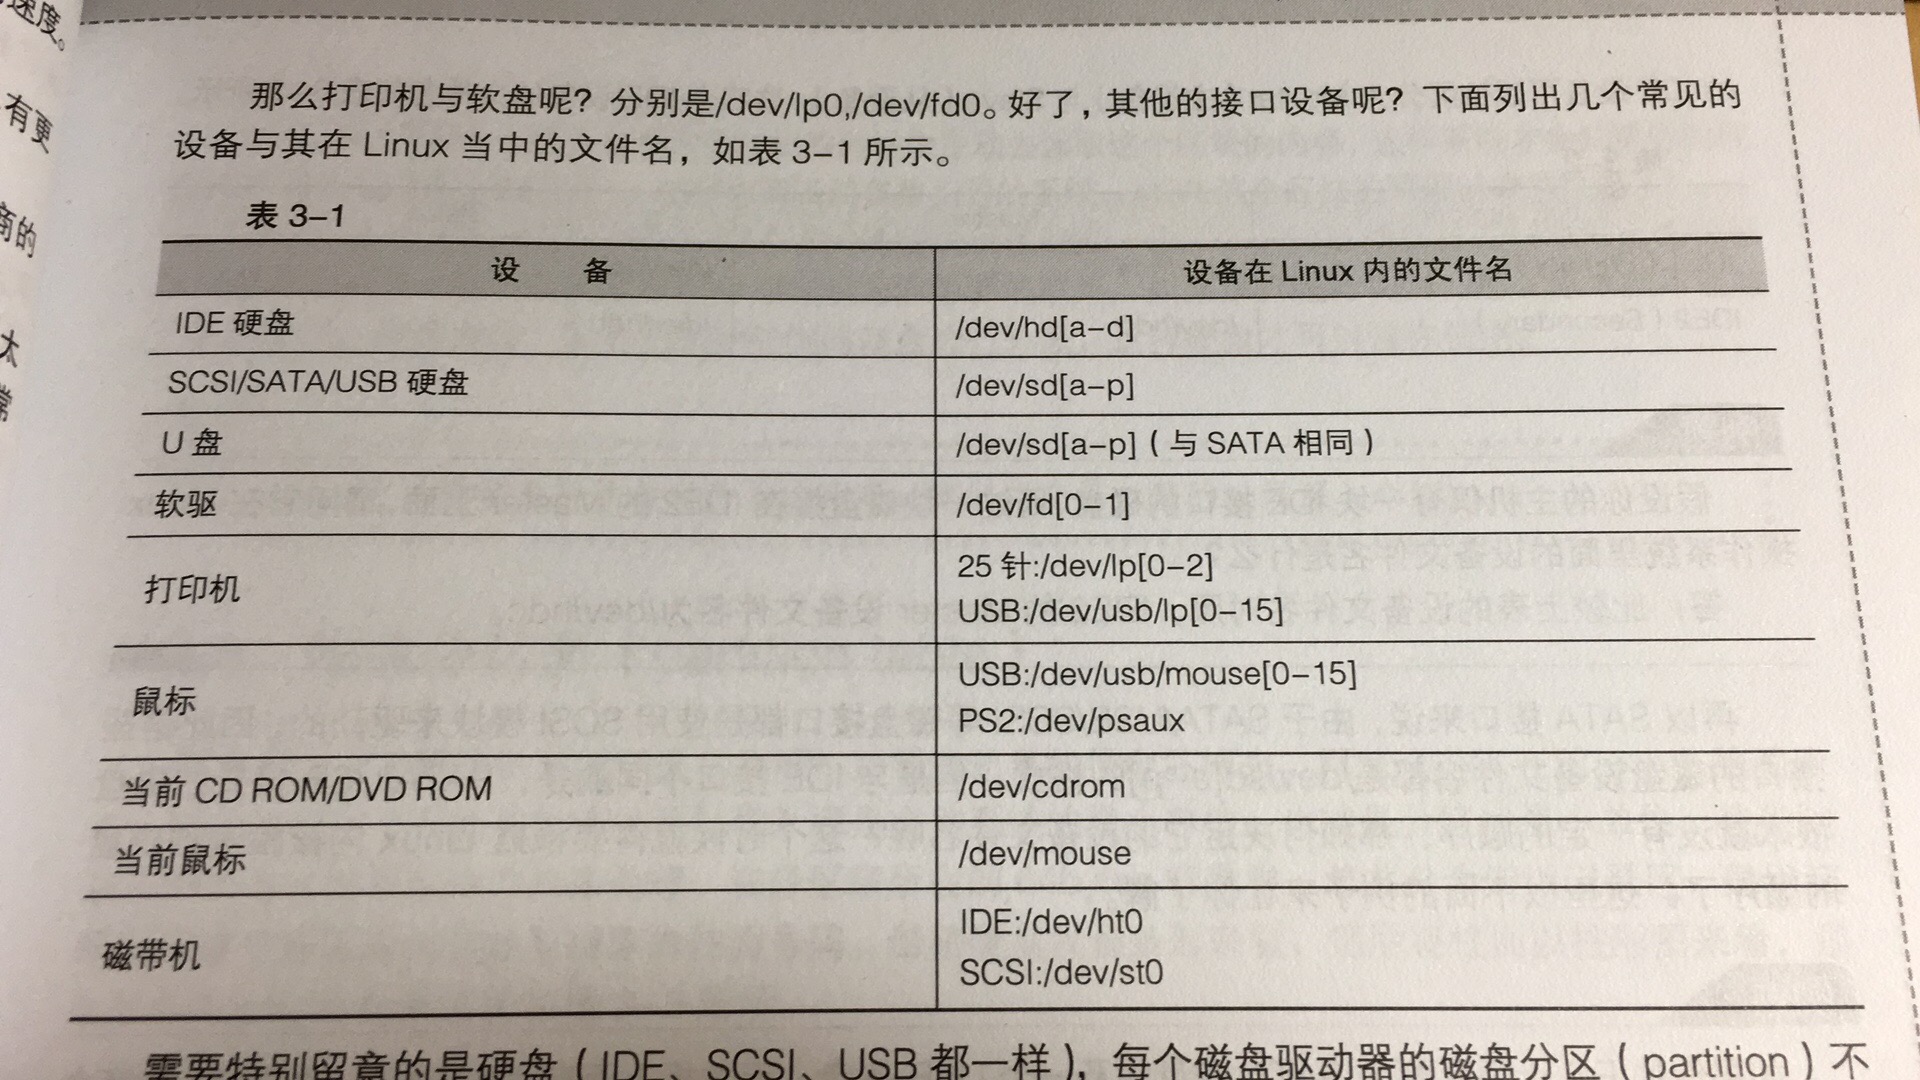 速度。
有更
商的
太
常
那么打印机与软盘呢？分别是/dev/lp0,/dev/fd0。好了，其他的接口设备呢？下面列出几个常见的
设备与其在 Linux 当中的文件名，如表 3-1 所示。
表 3-1
设 备 设备在 Linux 内的文件名
IDE 硬盘 /dev/hd[a-d]
SCSI/SATA/USB 硬盘 /dev/sd[a-p]
U 盘 /dev/sd[a-p]（与 SATA 相同）
软驱 /dev/fd[0-1]
打印机
25 针:/dev/lp[0-2]
USB:/dev/usb/lp[0-15]
鼠标
USB:/dev/usb/mouse[0-15]
PS2:/dev/psaux
当前 CD ROM/DVD ROM /dev/cdrom
当前鼠标 /dev/mouse
磁带机
IDE:/dev/ht0
SCSI:/dev/st0
需要特别留意的是硬盘（IDE、SCSI、USB 都一样），每个磁盘驱动器的磁盘分区（partition）不